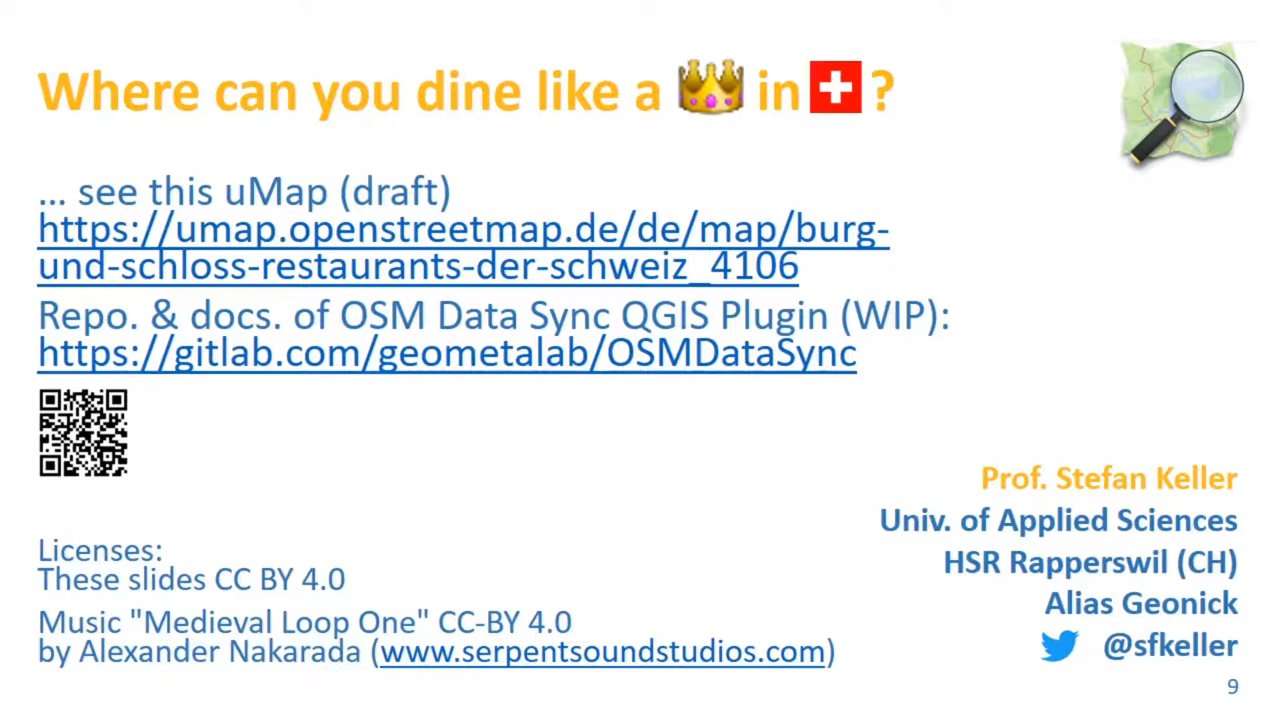 Where can you dine like a 👑 in 🇨🇭?
... see this uMap (draft)
https://umap.openstreetmap.de/de/map/burg-
und-schloss-restaurants-der-schweiz_4106
Repo. & docs. of OSM Data Sync QGIS Plugin (WIP):
https://gitlab.com/geometalab/OSMDataSync
Prof. Stefan Keller
Univ. of Applied Sciences
HSR Rapperswil (CH)
Alias Geonick
@sfkeller
Licenses:
These slides CC BY 4.0
Music "Medieval Loop One" CC-BY 4.0
by Alexander Nakarada (www.serpentsoundstudios.com)
9